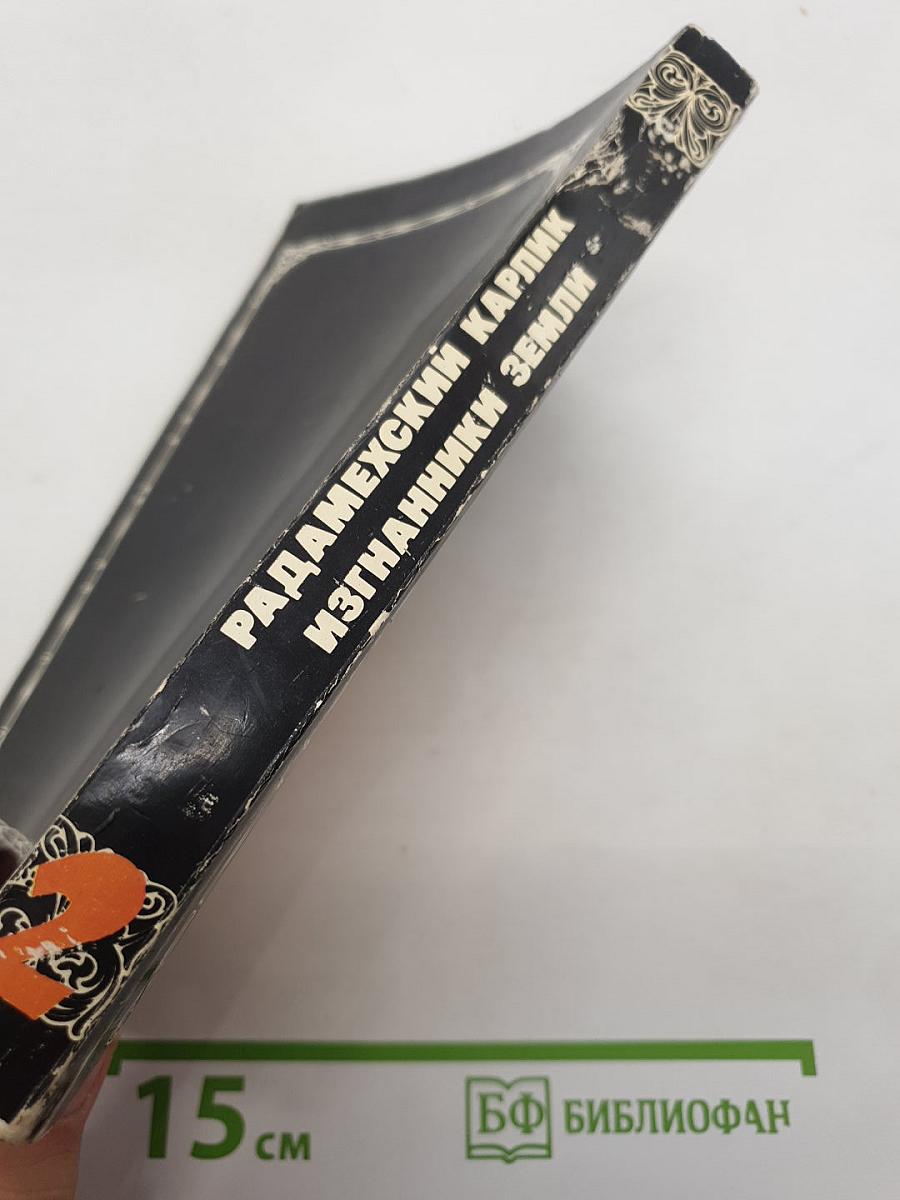 РАДАМЕХСКИЙ КАРЛИК
ИЗГНАННИКИ ЗЕМЛИ
2
15 см
БФ БИБЛИОФАН